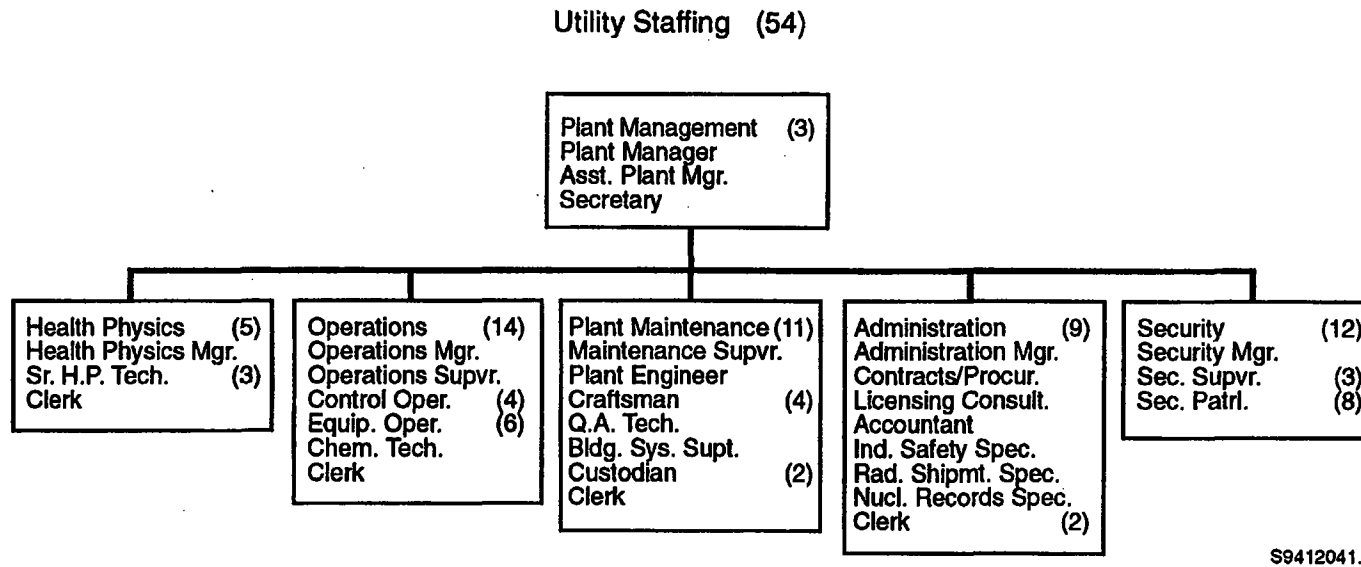 Utility Staffing (54)
Plant Management (3)
Plant Manager
Asst. Plant Mgr.
Secretary
Health Physics (5)
Health Physics Mgr.
Sr. H.P. Tech. (3)
Clerk
Operations (14)
Operations Mgr.
Operations Supvr.
Control Oper. (4)
Equip. Oper. (6)
Chem. Tech.
Clerk
Plant Maintenance (11)
Maintenance Supvr.
Plant Engineer
Craftsman (4)
Q.A. Tech.
Bldg. Sys. Supt.
Custodian (2)
Clerk
Administration (9)
Administration Mgr.
Contracts/Procur.
Licensing Consult.
Accountant
Ind. Safety Spec.
Rad. Shipmt. Spec.
Nucl. Records Spec.
Clerk (2)
Security (12)
Security Mgr.
Sec. Supvr. (3)
Sec. Patrl. (8)
S9412041.